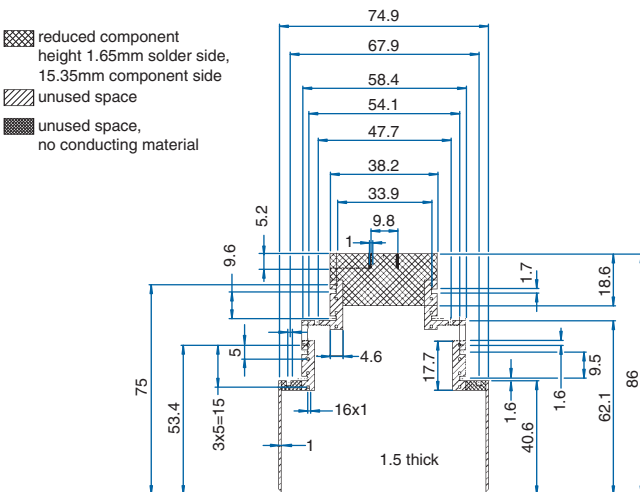 74.9
reduced component
height 1.65mm solder side,
15.35mm component side
67.9
58.4
unused space
54.1
unused space,
no conducting material
47.7
38.2
33.9
5.2
9.8
1
9.6
1.7
18.6
5
4.6
17.7
9.5
75
53.4
3x5=15
16x1
1.6
1.6
62.1
86
40.6
1
1.5 thick